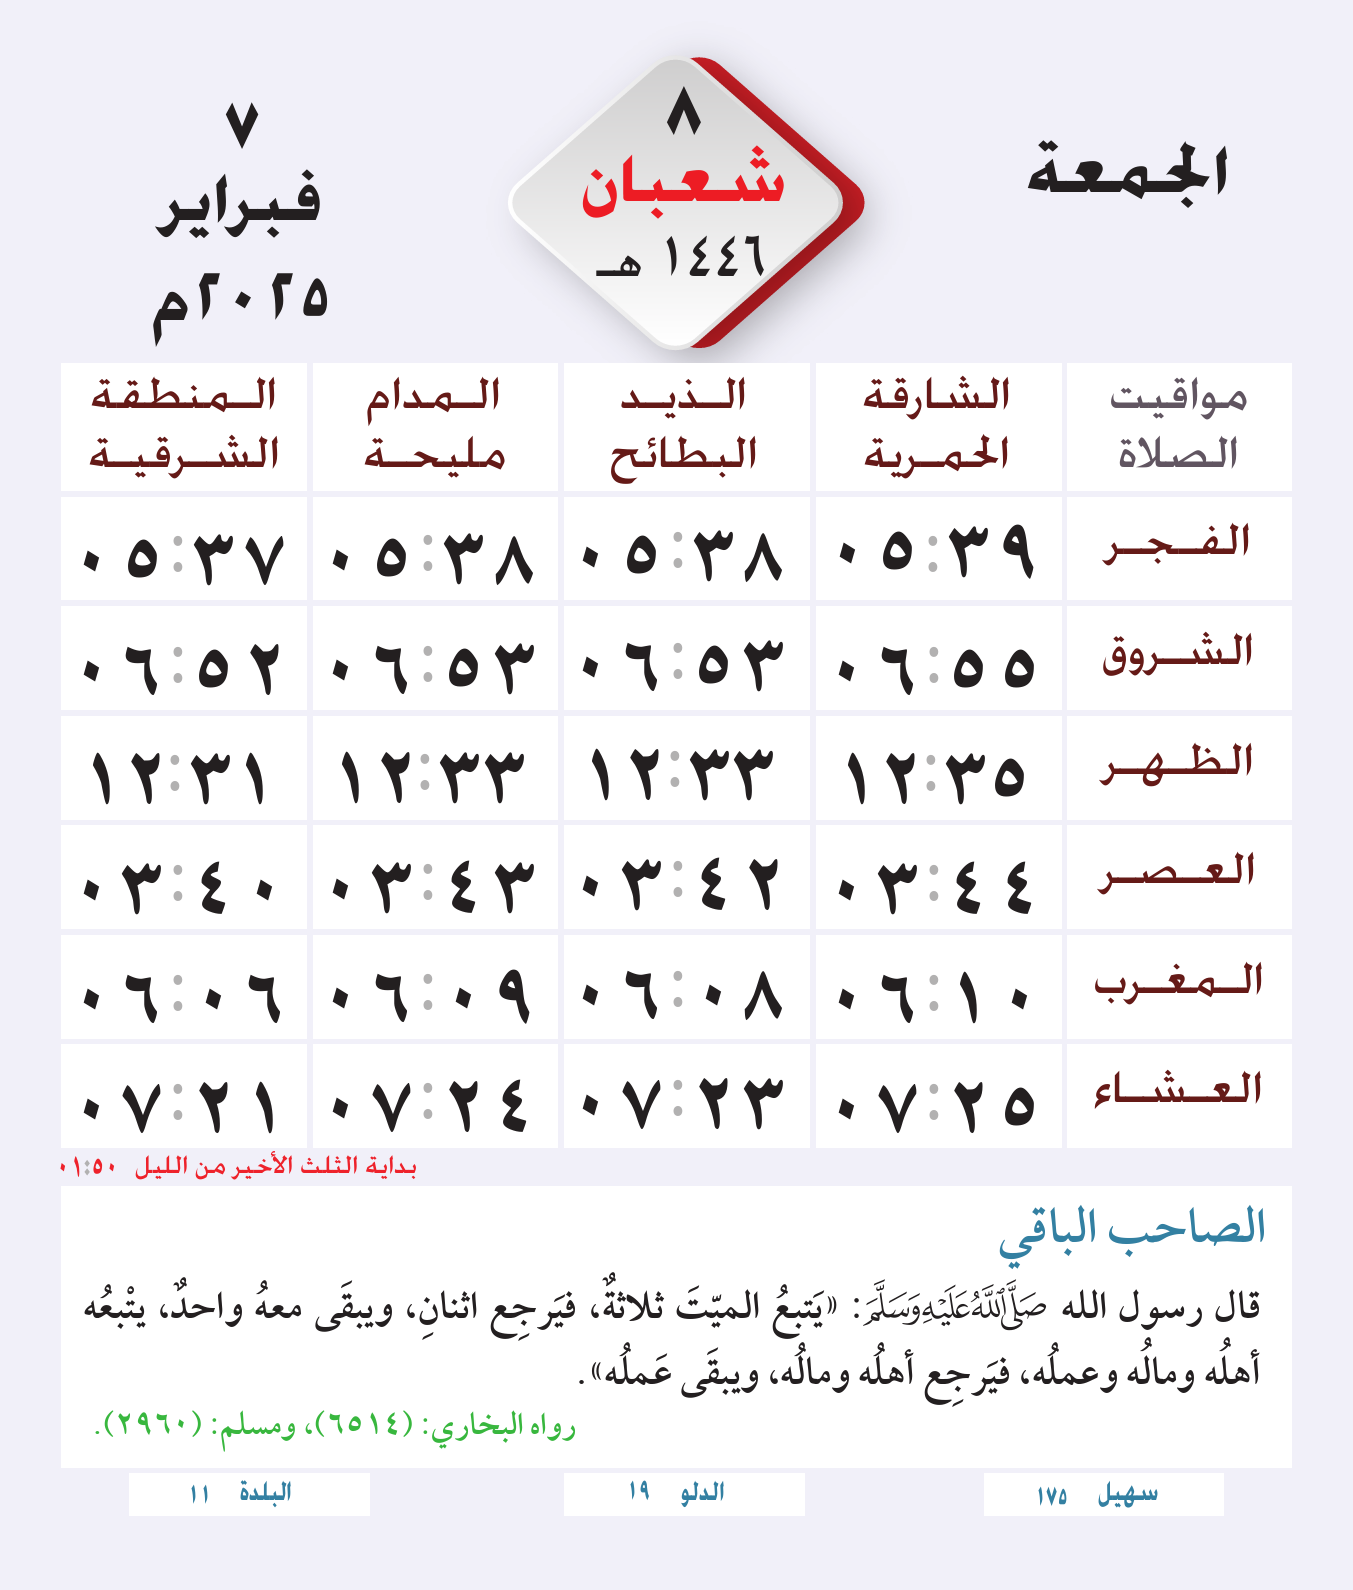 الجمعة
٨
شعبان
١٤٤٦ هـ
٧
فبراير
٢٠٢٥م
مواقيت الصلاة الشارقة الحمرية الذيد البطائح المدام مليحة المنطقة الشرقية
الفجر ٠٥:٣٩ ٠٥:٣٨ ٠٥:٣٨ ٠٥:٣٧
الشروق ٠٦:٥٥ ٠٦:٥٣ ٠٦:٥٣ ٠٦:٥٢
الظهر ١٢:٣٥ ١٢:٣٣ ١٢:٣٣ ١٢:٣١
العصر ٠٣:٤٤ ٠٣:٤٢ ٠٣:٤٣ ٠٣:٤٠
المغرب ٠٦:١٠ ٠٦:٠٨ ٠٦:٠٩ ٠٦:٠٦
العشاء ٠٧:٢٥ ٠٧:٢٣ ٠٧:٢٤ ٠٧:٢١
بداية الثلث الأخير من الليل ٠١:٥٠
الصاحب الباقي
قال رسول الله صَلَّى اللَّهُ عَلَيْهِ وَسَلَّمَ: «يَتبعُ الميّتَ ثلاثةٌ، فيَرجِع اثنانِ، ويبقَى معهُ واحدٌ، يتْبعُه
أهلُه ومالُه وعملُه، فيَرجِع أهلُه ومالُه، ويبقَى عَملُه».
رواه البخاري: (٦٥١٤)، ومسلم: (٢٩٦٠).
سهيل ١٧٥
الدلو ١٩
البلدة ١١